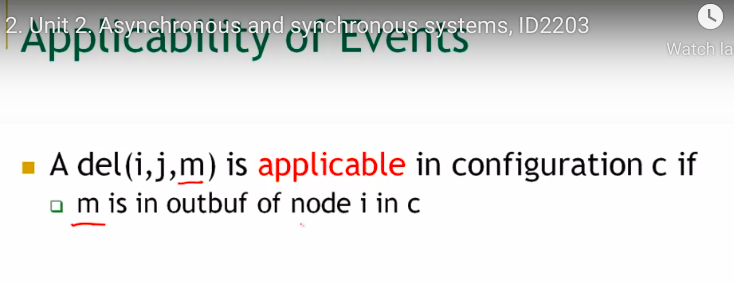 2. Unit 2. Asynchronous and synchronous systems, ID2203
Applicability of Events
Watch la
A del(i,j,m) is applicable in configuration c if
m is in outbuf of node i in c